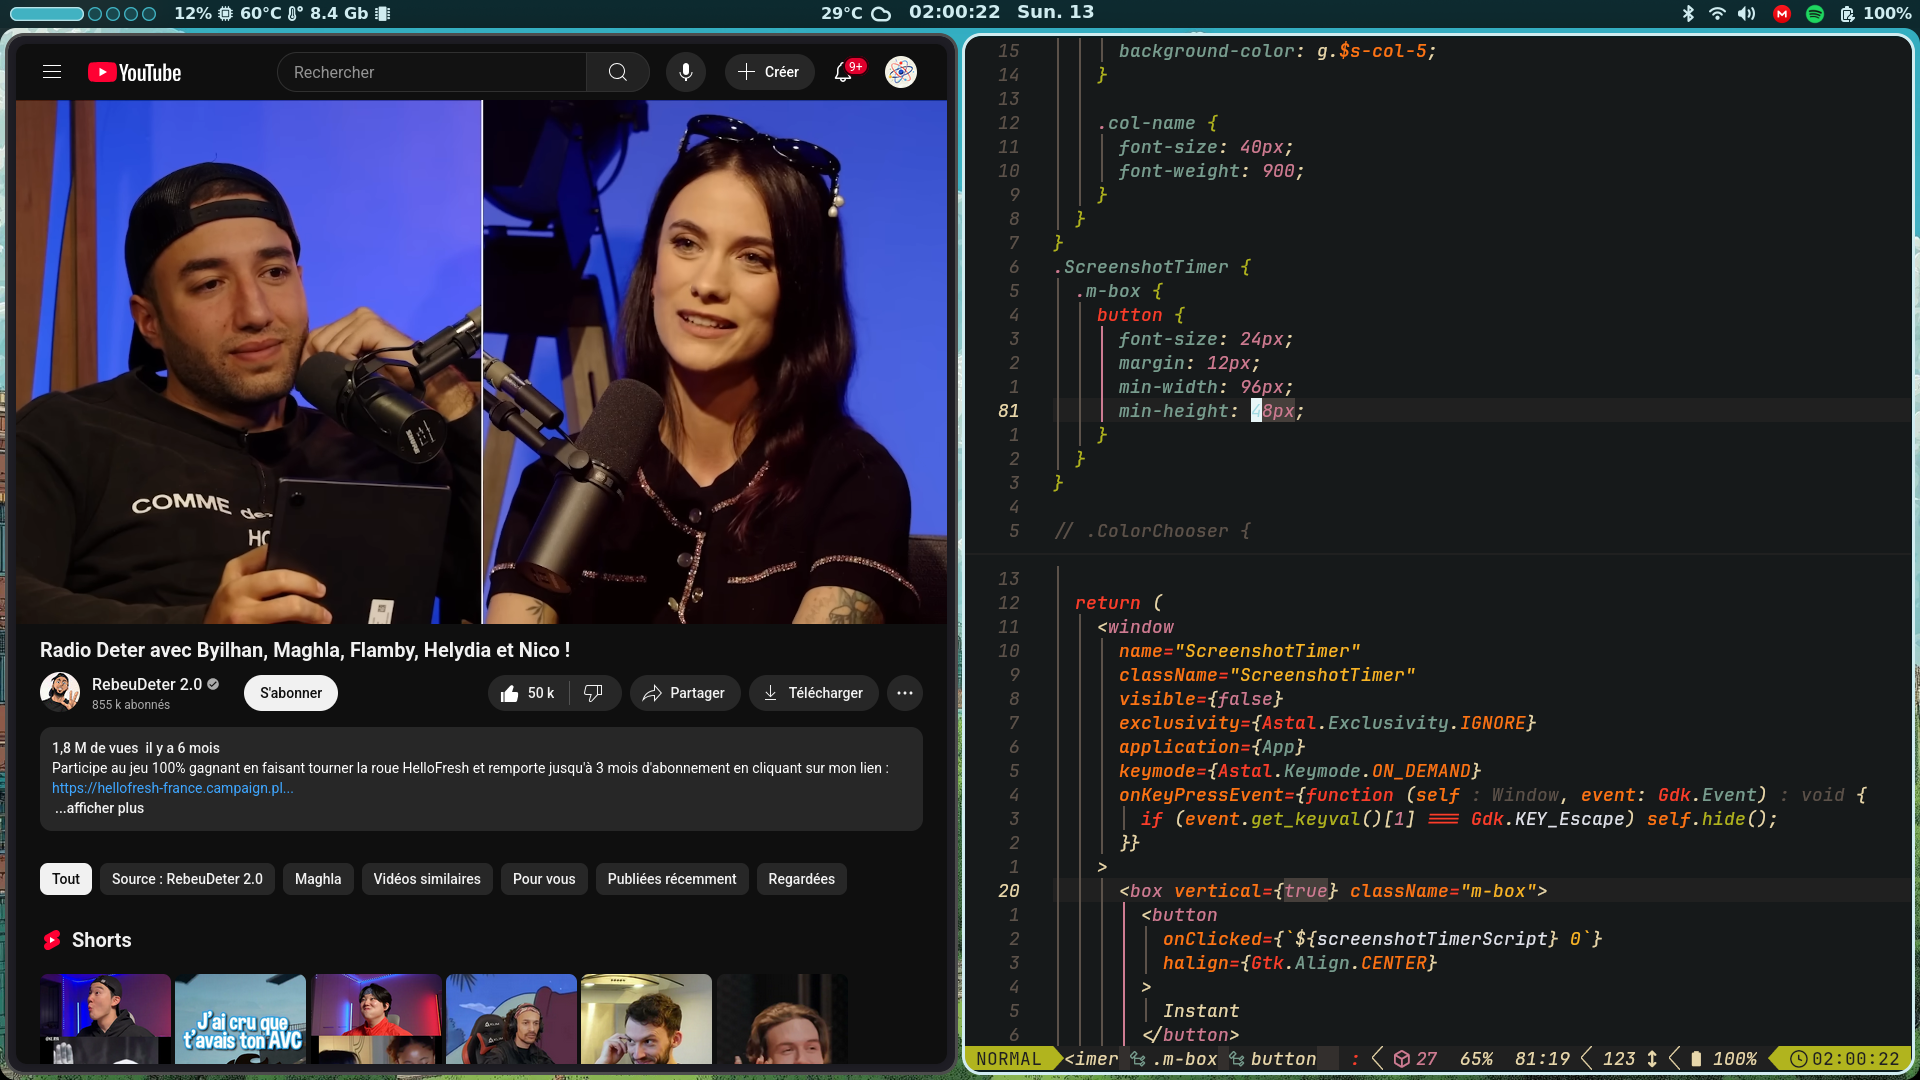 12% 60°C 8.4 Gb 29°C 02:00:22 Sun. 13 100%
YouTube
Rechercher
Créer
9+
COMME des
HO
Radio Deter avec Byilhan, Maghla, Flamby, Helydia et Nico !
RebeuDeter 2.0
855 k abonnés
S'abonner
50 k
Partager
Télécharger
1,8 M de vues il y a 6 mois
Participe au jeu 100% gagnant en faisant tourner la roue HelloFresh et remporte jusqu'à 3 mois d'abonnement en cliquant sur mon lien :
https://hellofresh-france.campaign.pl...
...afficher plus
Tout
Source : RebeuDeter 2.0
Maghla
Vidéos similaires
Pour vous
Publiées récemment
Regardées
Shorts
J'ai cru que
t'avais ton AVC
15 background-color: g.$s-col-5;
14 }
13
12 .col-name {
11 font-size: 40px;
10 font-weight: 900;
9 }
8 }
7 }
6 .ScreenshotTimer {
5 .m-box {
4 button {
3 font-size: 24px;
2 margin: 12px;
1 min-width: 96px;
81 min-height: 48px;
1 }
2 }
3 }
4
5 // .ColorChooser {
13
12 return (
11 <window
10 name="ScreenshotTimer"
9 className="ScreenshotTimer"
8 visible={false}
7 exclusivity={Astal.Exclusivity.IGNORE}
6 application={App}
5 keymode={Astal.Keymode.ON_DEMAND}
4 onKeyPressEvent={function (self : Window, event: Gdk.Event) : void {
3 if (event.get_keyval()[1] === Gdk.KEY_Escape) self.hide();
2 }}
1 >
20 <box vertical={true} className="m-box">
1 <button
2 onClicked={`${screenshotTimerScript} 0`}
3 halign={Gtk.Align.CENTER}
4 >
5 Instant
6 </button>
NORMAL <imer .m-box button : 27 65% 81:19 123 100% 02:00:22